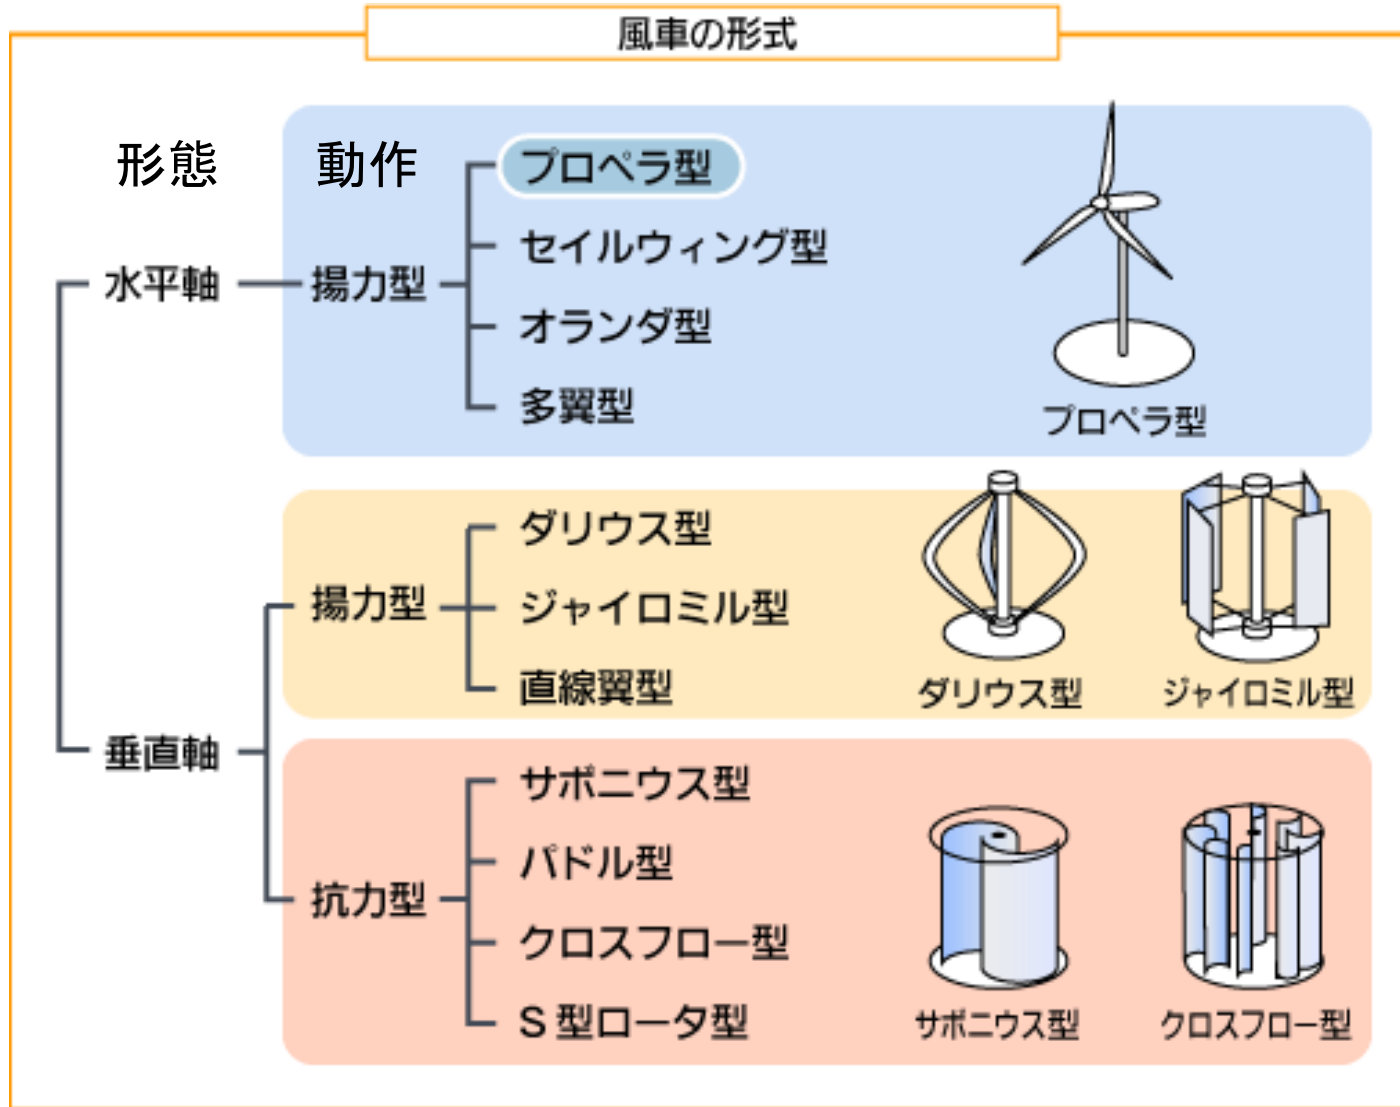 風車の形式
形態
動作
水平軸
揚力型
プロペラ型
セイルウィング型
オランダ型
多翼型
プロペラ型
垂直軸
揚力型
ダリウス型
ジャイロミル型
直線翼型
ダリウス型
ジャイロミル型
抗力型
サボニウス型
パドル型
クロスフロー型
S型ロータ型
サボニウス型
クロスフロー型